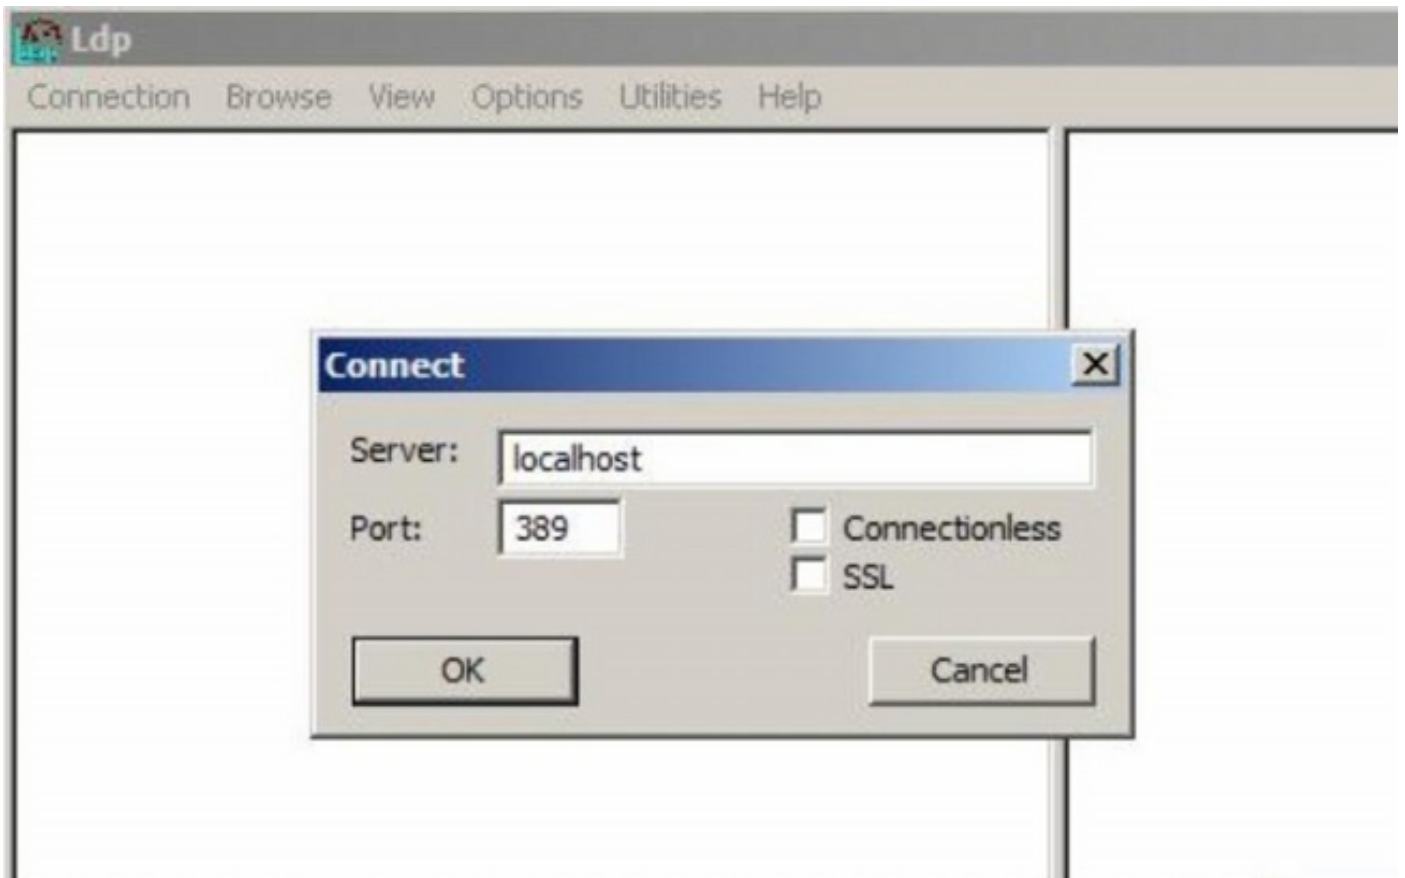 Ldp
Connection Browse View Options Utilities Help
Connect
Server: localhost
Port: 389
Connectionless
SSL
OK Cancel